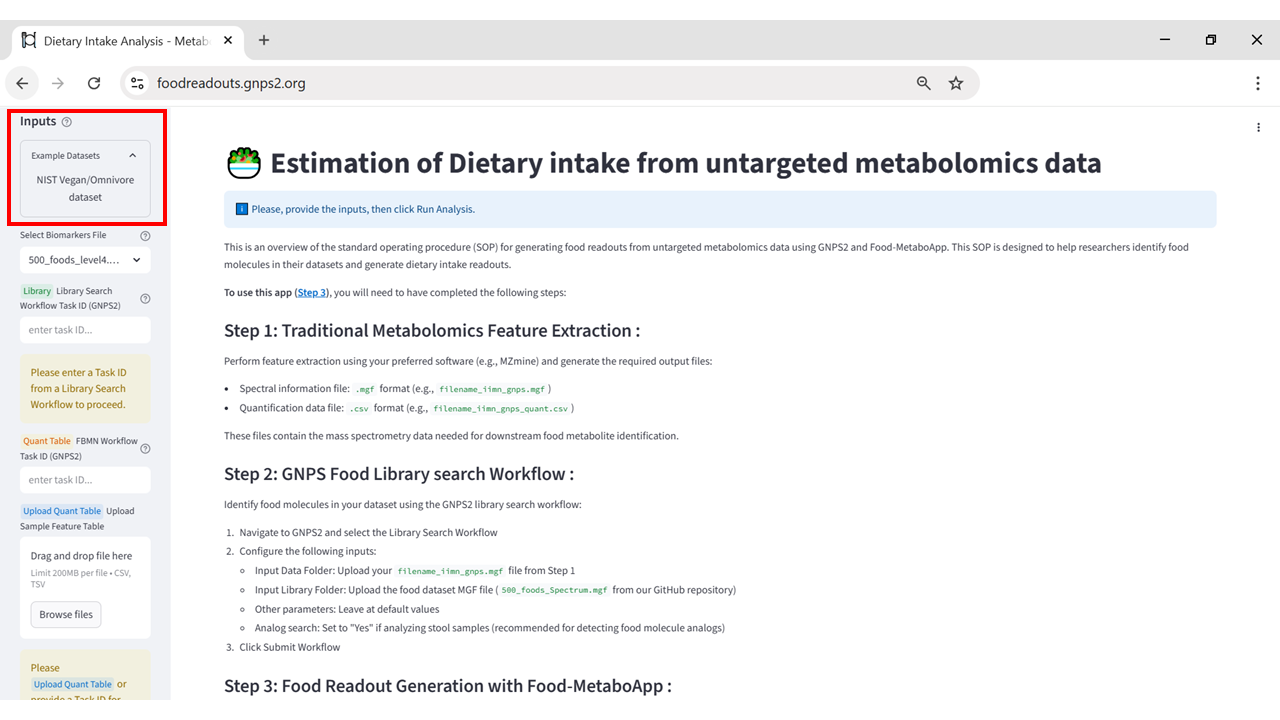 Dietary Intake Analysis - Metab
foodreadouts.gnps2.org
Inputs
Example Datasets
NIST Vegan/Omnivore
dataset
Select Biomarkers File
500_foods_level4....
Library Library Search
Workflow Task ID (GNPS2)
enter task ID...
Please enter a Task ID
from a Library Search
Workflow to proceed.
Quant Table FBMN Workflow
Task ID (GNPS2)
enter task ID...
Upload Quant Table Upload
Sample Feature Table
Drag and drop file here
Limit 200MB per file • CSV,
TSV
Browse files
Please
Upload Quant Table or
provide a Task ID for
Estimation of Dietary intake from untargeted metabolomics data
Please, provide the inputs, then click Run Analysis.
This is an overview of the standard operating procedure (SOP) for generating food readouts from untargeted metabolomics data using GNPS2 and Food-MetaboApp. This SOP is designed to help researchers identify food
molecules in their datasets and generate dietary intake readouts.
To use this app (Step 3), you will need to have completed the following steps:
Step 1: Traditional Metabolomics Feature Extraction :
Perform feature extraction using your preferred software (e.g., MZmine) and generate the required output files:
• Spectral information file: .mgf format (e.g., filename_iimn_gnps.mgf )
• Quantification data file: .csv format (e.g., filename_iimn_gnps_quant.csv )
These files contain the mass spectrometry data needed for downstream food metabolite identification.
Step 2: GNPS Food Library search Workflow :
Identify food molecules in your dataset using the GNPS2 library search workflow:
1. Navigate to GNPS2 and select the Library Search Workflow
2. Configure the following inputs:
◦ Input Data Folder: Upload your filename_iimn_gnps.mgf file from Step 1
◦ Input Library Folder: Upload the food dataset MGF file ( 500_foods_Spectrum.mgf from our GitHub repository)
◦ Other parameters: Leave at default values
◦ Analog search: Set to "Yes" if analyzing stool samples (recommended for detecting food molecule analogs)
3. Click Submit Workflow
Step 3: Food Readout Generation with Food-MetaboApp :